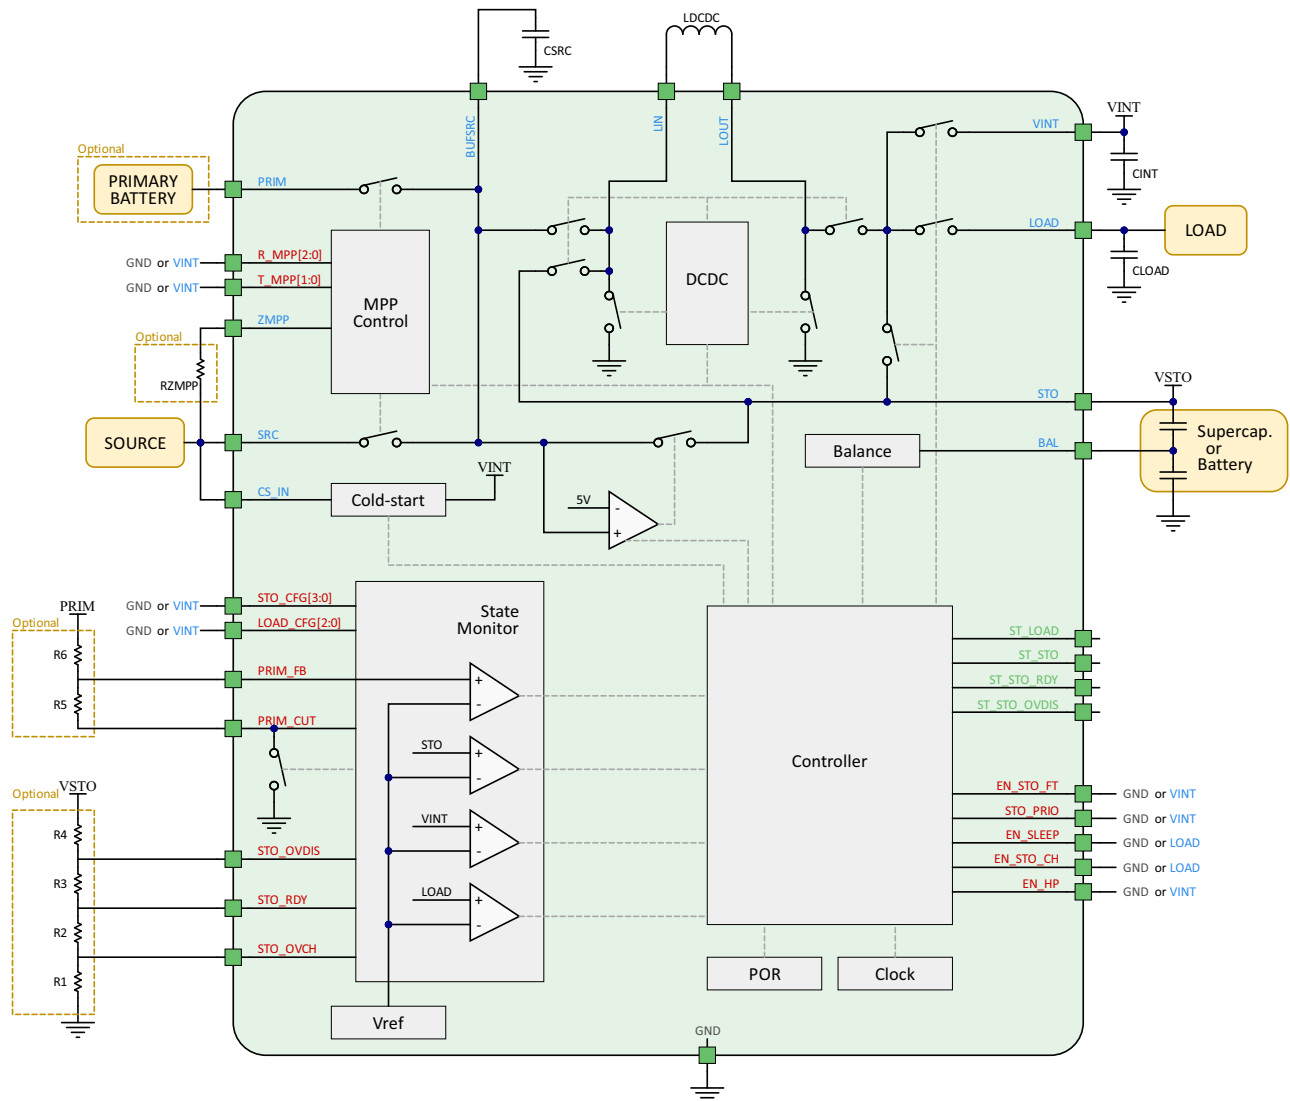 LDCDC
CSRC
VINT
BUFSRC
LIN
LOUT
VINT
CINT
Optional
PRIMARY
BATTERY
PRIM
LOAD
LOAD
CLOAD
GND or VINT
R_MPP[2:0]
GND or VINT
T_MPP[1:0]
MPP
Control
DCDC
ZMPP
Optional
RZMPP
VSTO
STO
SOURCE
SRC
BAL
Balance
Supercap.
or
Battery
VINT
CS_IN
Cold-start
5V
-
+
PRIM
GND or VINT
STO_CFG[3:0]
GND or VINT
LOAD_CFG[2:0]
State
Monitor
Optional
R6
R5
PRIM_FB
+
-
PRIM_CUT
STO
+
-
VINT
+
-
LOAD
+
-
Controller
ST_LOAD
ST_STO
ST_STO_RDY
ST_STO_OVDIS
EN_STO_FT
GND or VINT
STO_PRIO
GND or VINT
EN_SLEEP
GND or LOAD
EN_STO_CH
GND or LOAD
EN_HP
GND or VINT
VSTO
Optional
R4
STO_OVDIS
R3
STO_RDY
R2
STO_OVCH
R1
Vref
POR
Clock
GND